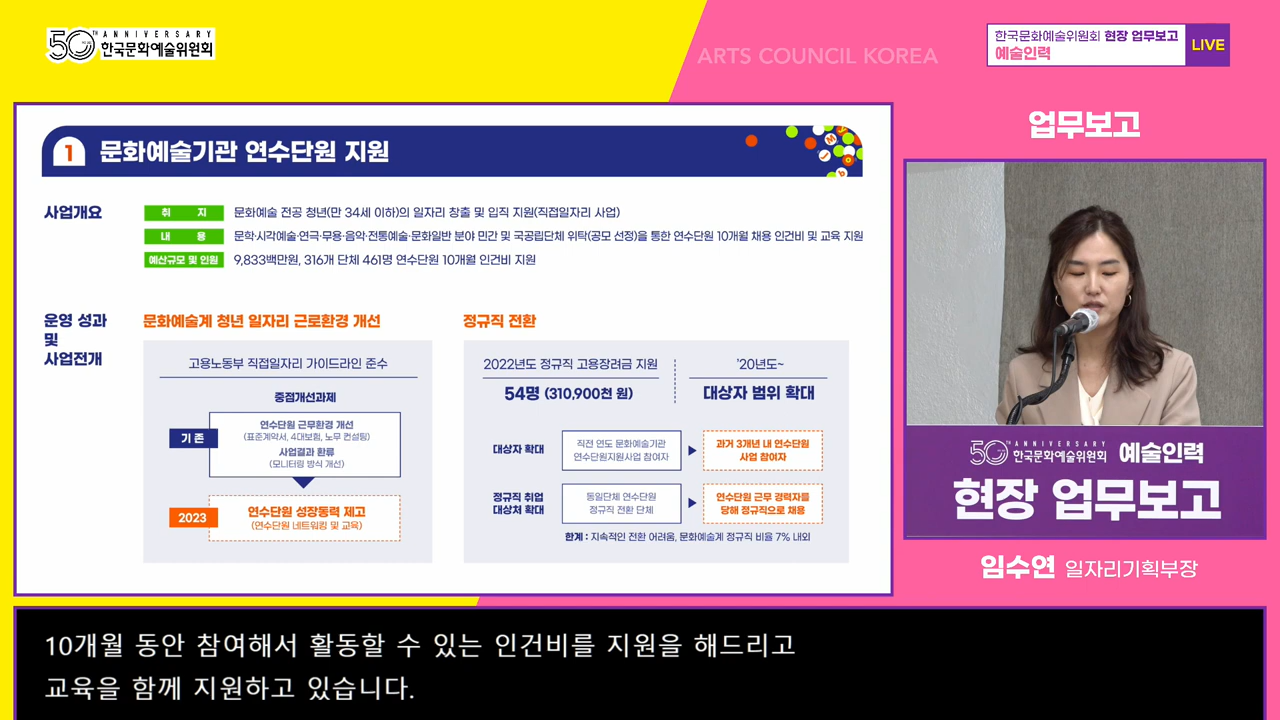 50TH ANNIVERSARY
한국문화예술위원회
ARTS COUNCIL KOREA
한국문화예술위원회 현장 업무보고
예술인력
LIVE
1 문화예술기관 연수단원 지원
사업개요
취 지 문화예술 전공 청년(만 34세 이하)의 일자리 창출 및 입직 지원(직접일자리 사업)
내 용 문학·시각예술·연극·무용·음악·전통예술·문화일반 분야 민간 및 국공립단체 위탁(공모 선정)을 통한 연수단원 10개월 채용 인건비 및 교육 지원
예산규모 및 인원 9,833백만원, 316개 단체 461명 연수단원 10개월 인건비 지원
운영 성과
및
사업전개
문화예술계 청년 일자리 근로환경 개선
고용노동부 직접일자리 가이드라인 준수
중점개선과제
기 존
연수단원 근무환경 개선
(표준계약서, 4대보험, 노무 컨설팅)
사업결과 환류
(모니터링 방식 개선)
2023
연수단원 성장동력 제고
(연수단원 네트워킹 및 교육)
정규직 전환
2022년도 정규직 고용장려금 지원
54명 (310,900천 원)
'20년도~
대상자 범위 확대
대상자 확대
직전 연도 문화예술기관
연수단원지원사업 참여자
과거 3개년 내 연수단원
사업 참여자
정규직 취업
대상처 확대
동일단체 연수단원
정규직 전환 단체
연수단원 근무 경력자를
당해 정규직으로 채용
한계 : 지속적인 전환 어려움, 문화예술계 정규직 비율 7% 내외
업무보고
50TH ANNIVERSARY
한국문화예술위원회 예술인력
현장 업무보고
임수연 일자리기획부장
10개월 동안 참여해서 활동할 수 있는 인건비를 지원을 해드리고
교육을 함께 지원하고 있습니다.